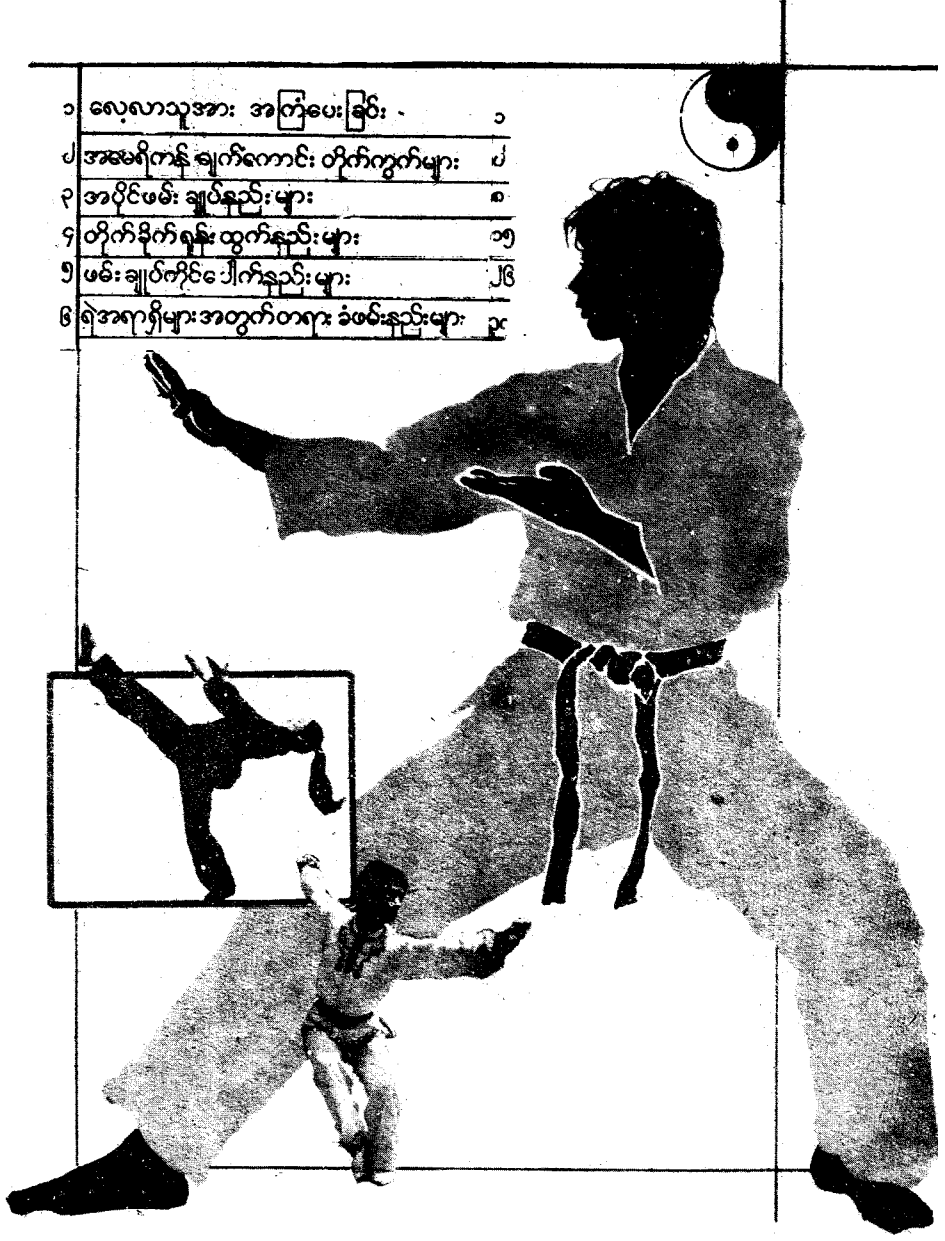 ၁ လေ့လာသူအား အကြံပေးခြင်း ၁
၂ အမေရိကန် ချက်ကောင်း တိုက်ကွက်များ ၂
၃ အပိုင်ဖမ်း ချုပ်နည်းများ ၈
၄ တိုက်ခိုက်ရုန်းထွက်နည်းများ ၁၅
၅ ဖမ်းချုပ်ကိုင်ပေါက်နည်းများ ၂၆
၆ ရဲအရာရှိများအတွက်တရားခံဖမ်းနည်းများ